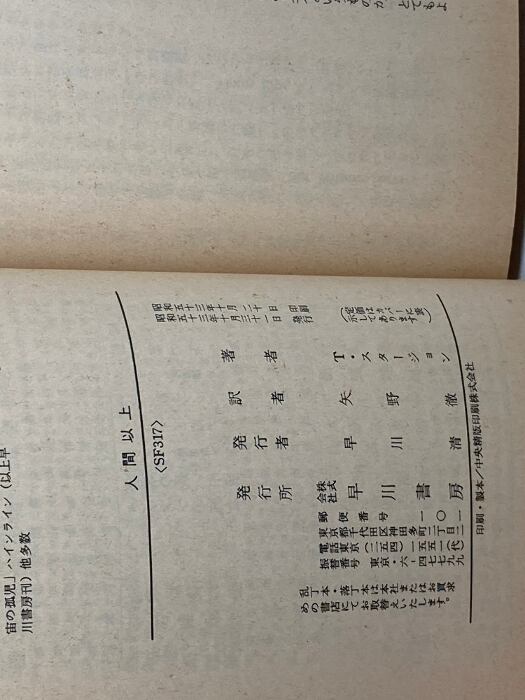 人間以上
〈SF317〉
昭和五十三年十月二十日 印刷
昭和五十三年十月三十一日 発行
(定価はカバーに表
示してあります)
著者 T・スタージョン
訳者 矢野徹
発行者 早川清
発行所 株式会社 早川書房
郵便番号 一〇一
東京都千代田区神田多町二丁目二
電話 東京(二五四)一五五一(代)
振替番号 東京・六-四七七九九
乱丁本・落丁本は本社またはお買求
めの書店にてお取替えいたします。
印刷・製本/中央精版印刷株式会社
宙の孤児」ハインライン(以上早
川書房刊)他多数